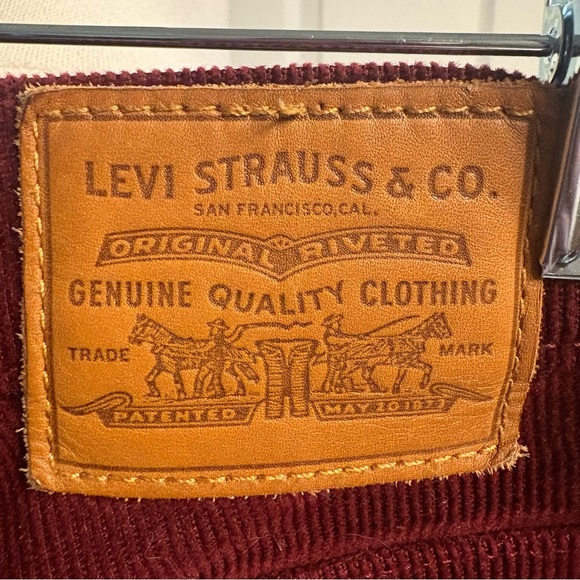 LEVI STRAUSS & CO.
SAN FRANCISCO, CAL.
ORIGINAL RIVETED
GENUINE QUALITY CLOTHING
TRADE MARK
PATENTED MAY 20 1873